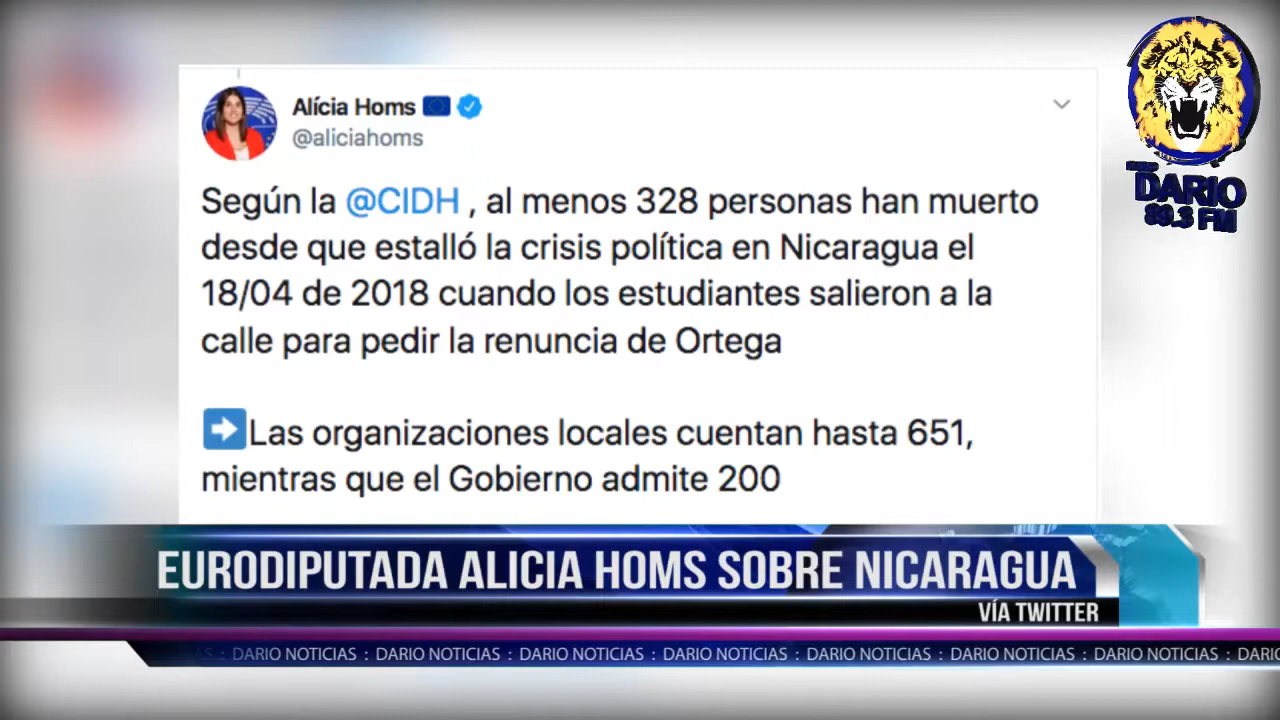 Alícia Homs
@aliciahoms
Según la @CIDH , al menos 328 personas han muerto
desde que estalló la crisis política en Nicaragua el
18/04 de 2018 cuando los estudiantes salieron a la
calle para pedir la renuncia de Ortega
Las organizaciones locales cuentan hasta 651,
mientras que el Gobierno admite 200
DARIO
89.3 FM
EURODIPUTADA ALICIA HOMS SOBRE NICARAGUA
VÍA TWITTER
: DARIO NOTICIAS : DARIO NOTICIAS : DARIO NOTICIAS : DARIO NOTICIAS : DARIO NOTICIAS : DARIO NOTICIAS : DARIO NOTICIAS :